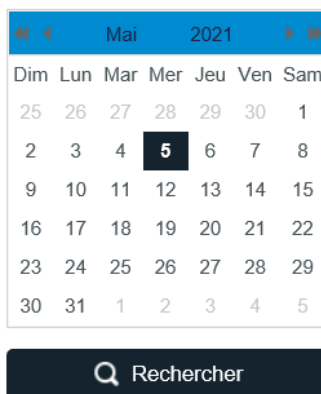 Mai 2021
Dim Lun Mar Mer Jeu Ven Sam
25 26 27 28 29 30 1
2 3 4 5 6 7 8
9 10 11 12 13 14 15
16 17 18 19 20 21 22
23 24 25 26 27 28 29
30 31 1 2 3 4 5
Rechercher